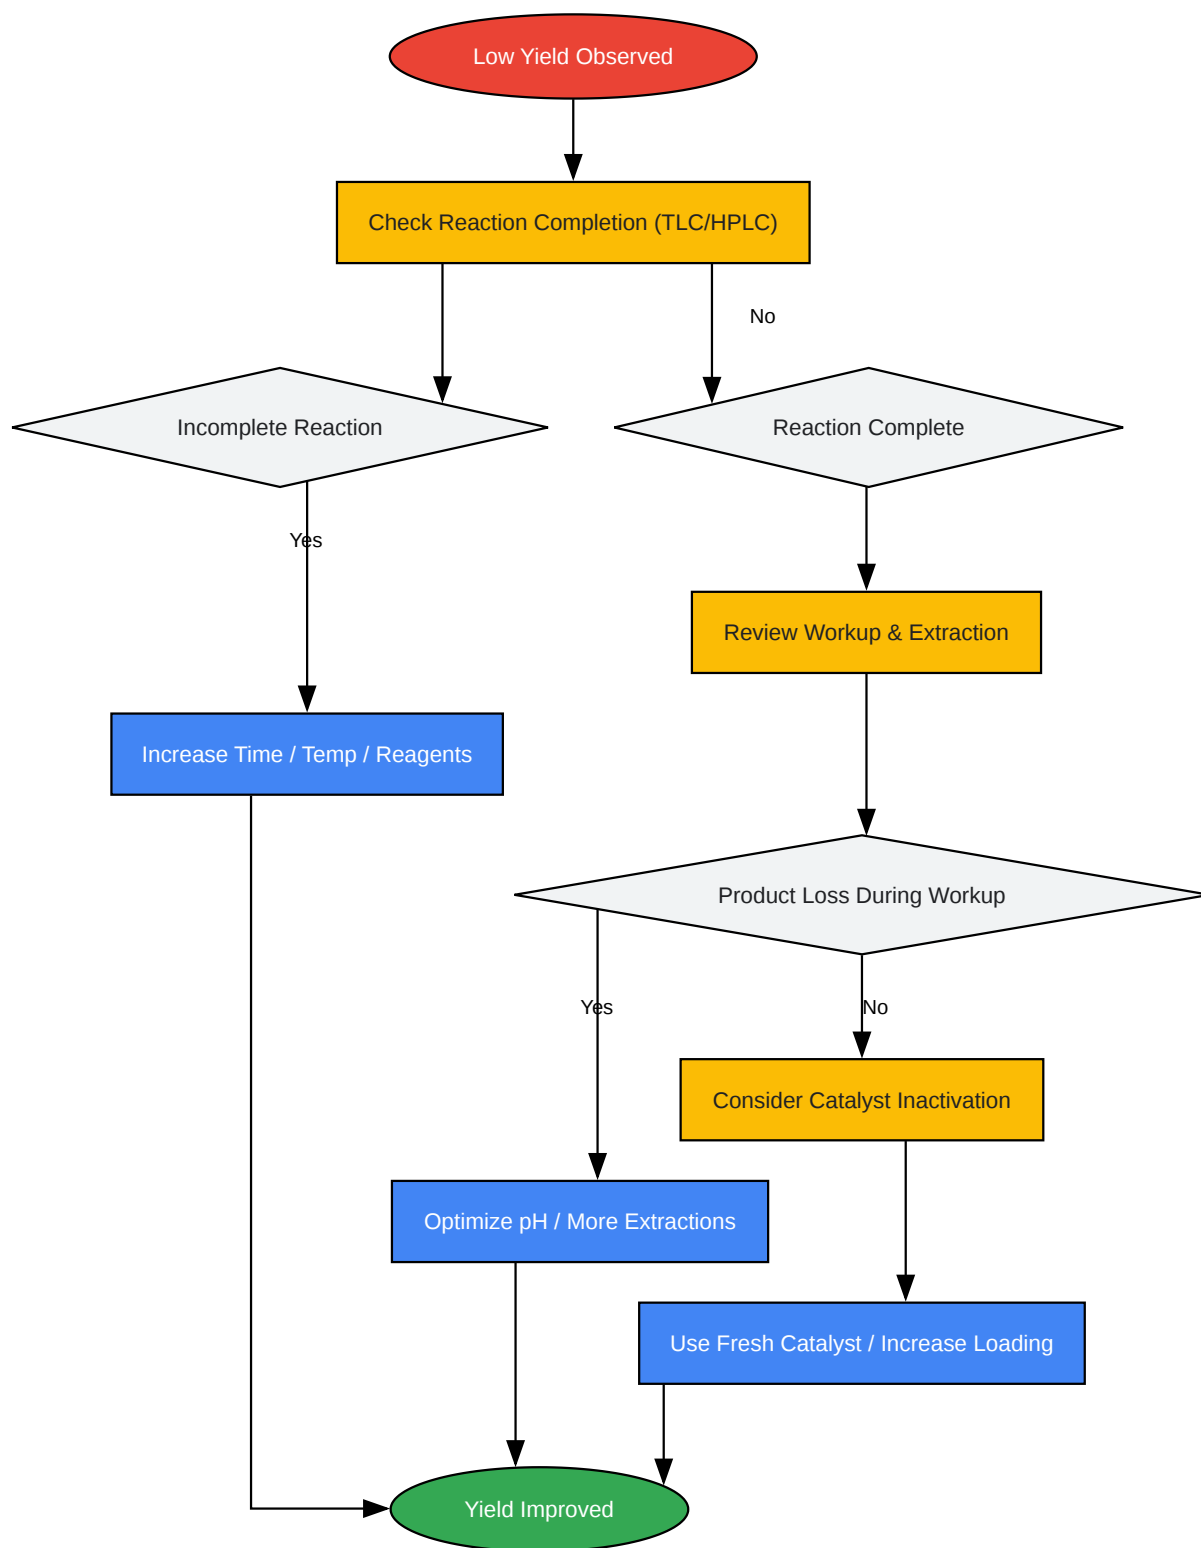 Low Yield Observed
Check Reaction Completion (TLC/HPLC)
No
Incomplete Reaction
Reaction Complete
Yes
Review Workup & Extraction
Increase Time / Temp / Reagents
Product Loss During Workup
Yes
No
Consider Catalyst Inactivation
Optimize pH / More Extractions
Use Fresh Catalyst / Increase Loading
Yield Improved